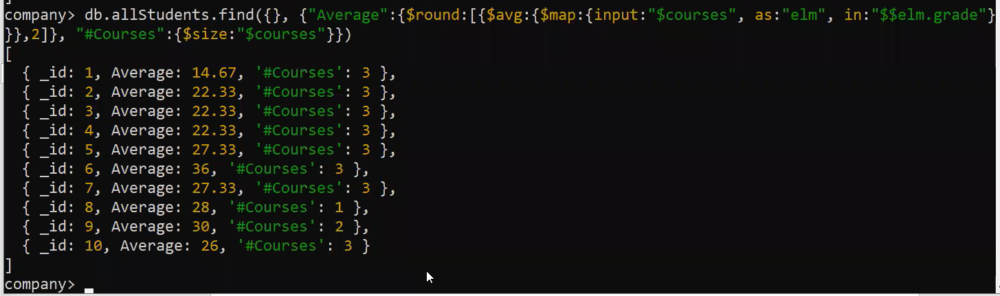 company> db.allStudents.find({}, {"Average":{$round:[{$avg:{$map:{input:"$courses", as:"elm", in:"$$elm.grade"}
}},2]}, "#Courses":{$size:"$courses"}})
[
  { _id: 1, Average: 14.67, '#Courses': 3 },
  { _id: 2, Average: 22.33, '#Courses': 3 },
  { _id: 3, Average: 22.33, '#Courses': 3 },
  { _id: 4, Average: 22.33, '#Courses': 3 },
  { _id: 5, Average: 27.33, '#Courses': 3 },
  { _id: 6, Average: 36, '#Courses': 3 },
  { _id: 7, Average: 27.33, '#Courses': 3 },
  { _id: 8, Average: 28, '#Courses': 1 },
  { _id: 9, Average: 30, '#Courses': 2 },
  { _id: 10, Average: 26, '#Courses': 3 }
]
company>